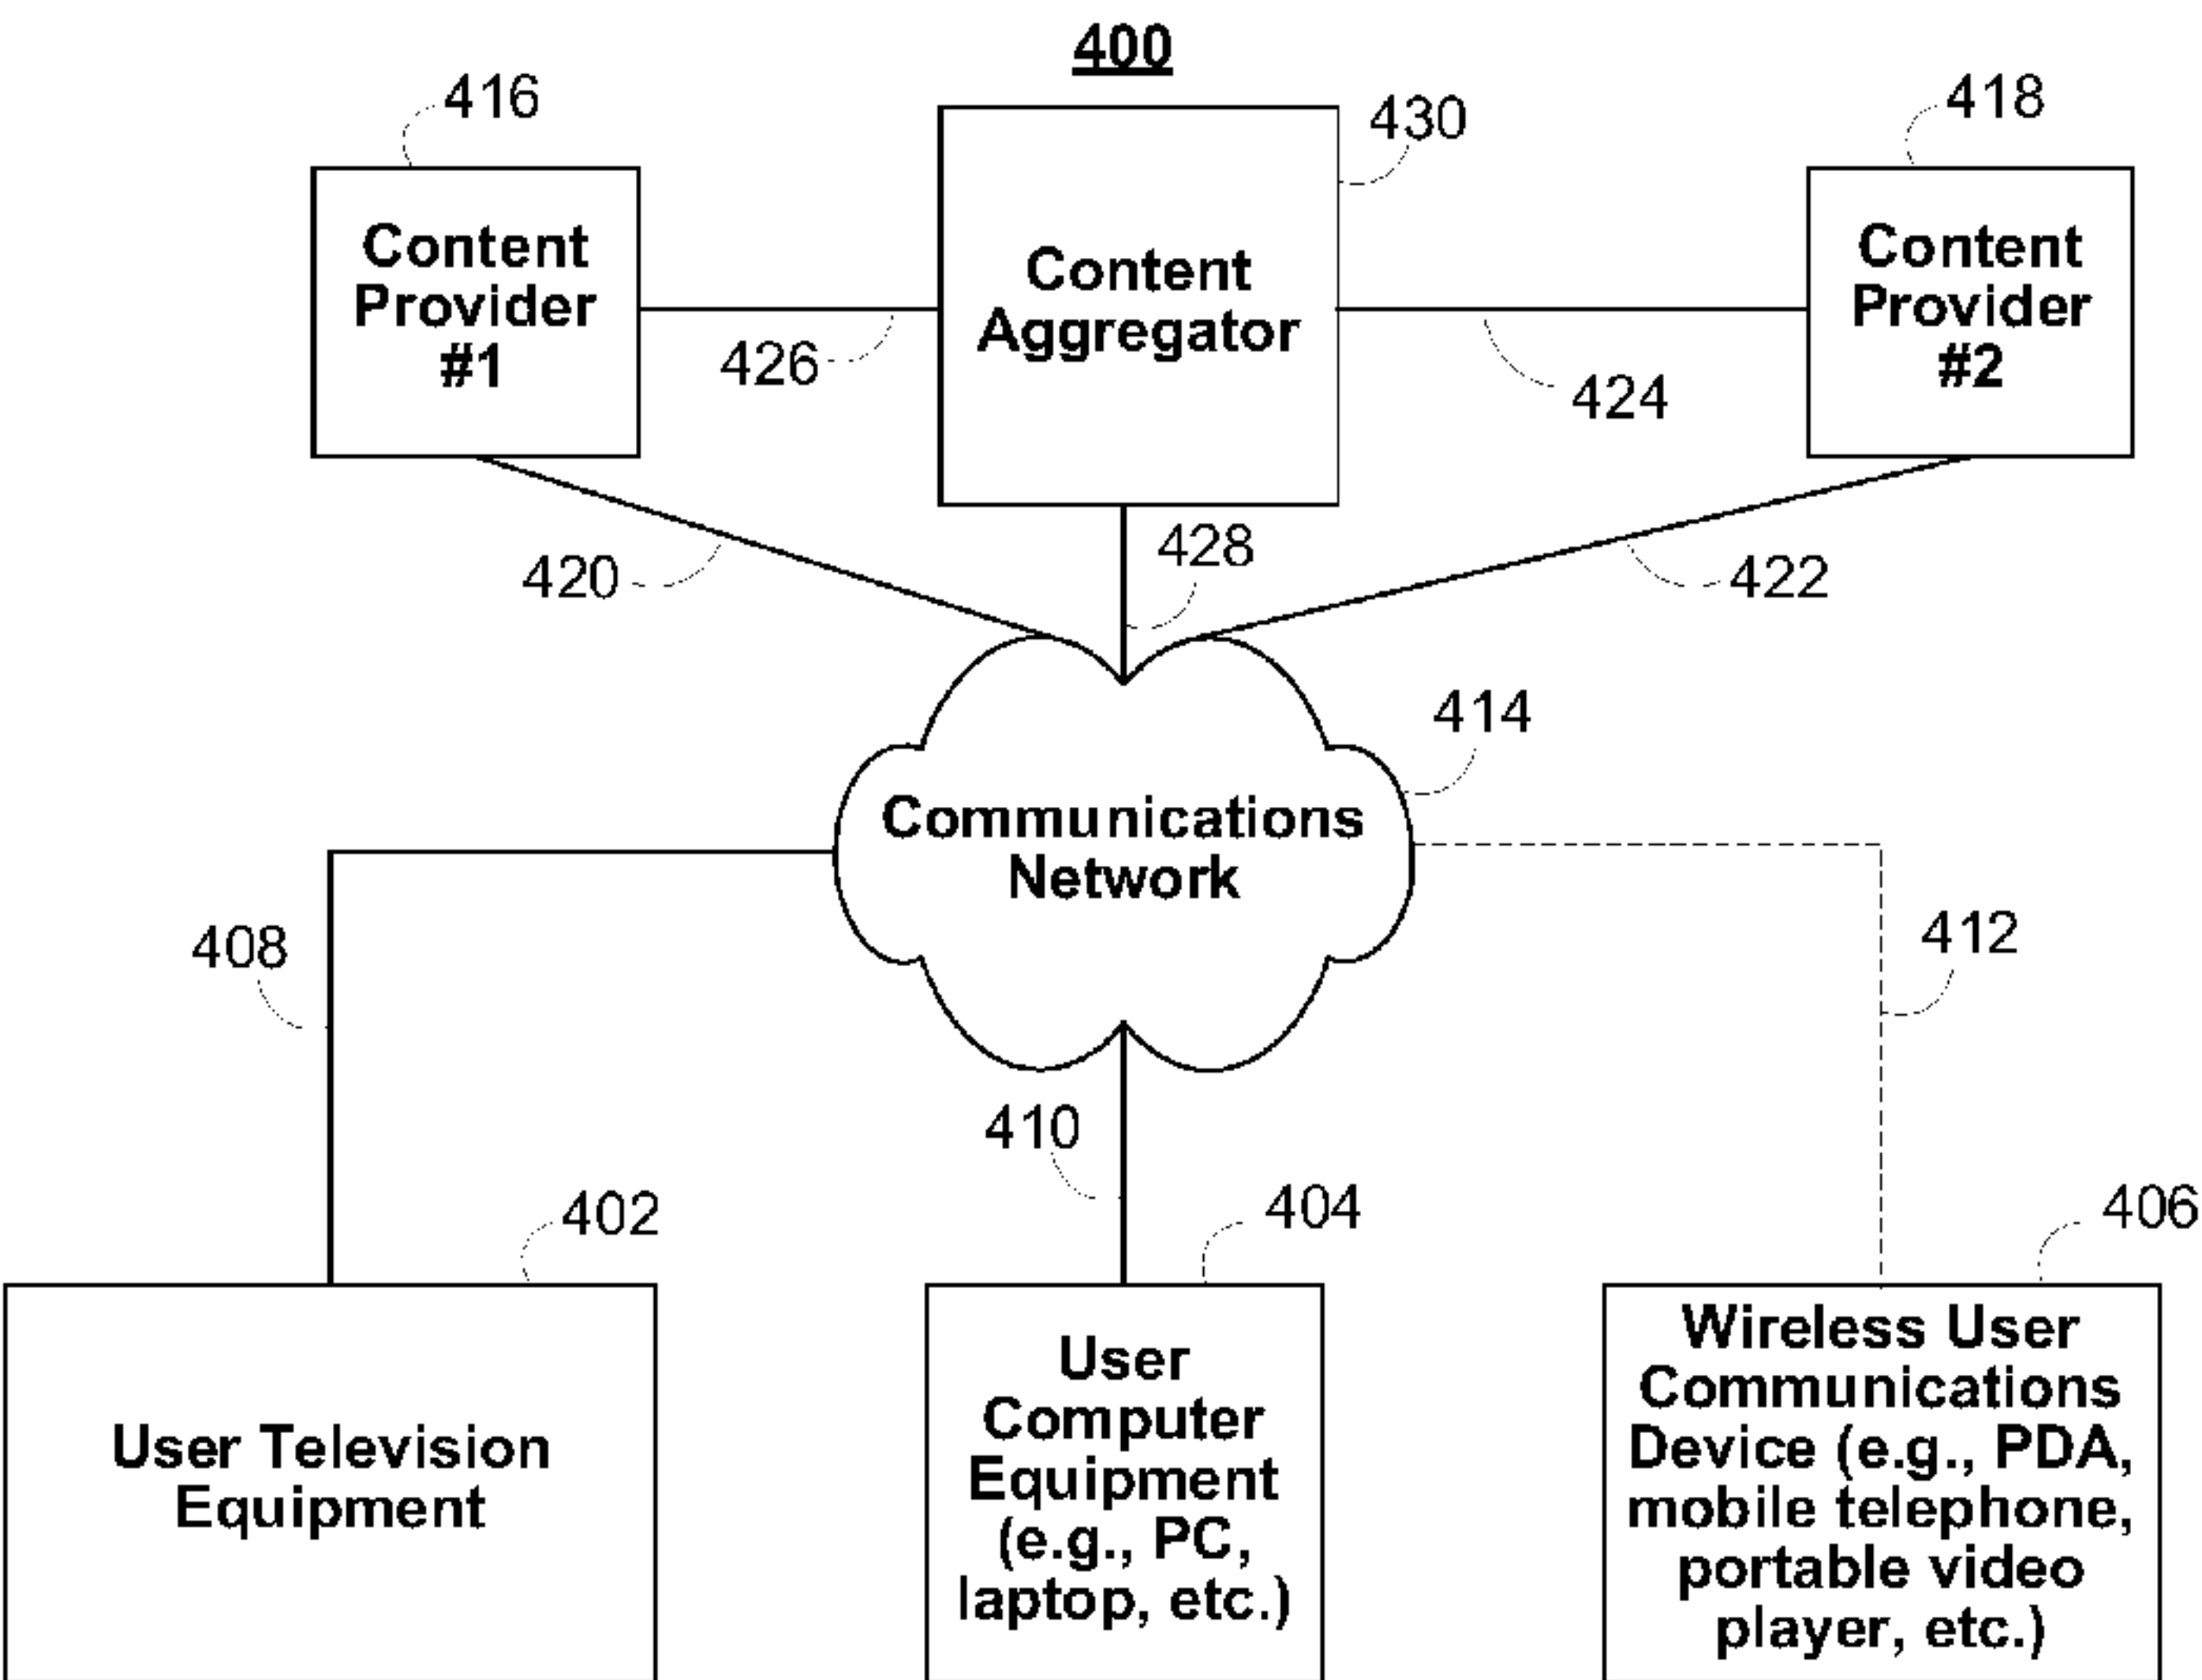 400
416
430
418
Content
Provider
#1
Content
Aggregator
Content
Provider
#2
426
424
420
428
422
414
Communications
Network
408
412
410
402
404
406
User Television
Equipment
User
Computer
Equipment
(e.g., PC,
laptop, etc.)
Wireless User
Communications
Device (e.g., PDA,
mobile telephone,
portable video
player, etc.)